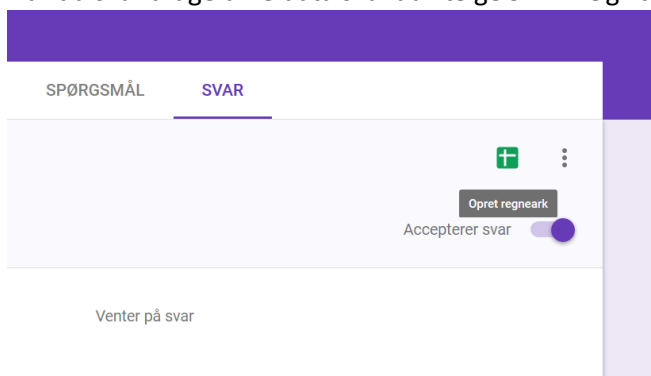 SPØRGSMÅL SVAR
Opret regneark
Accepterer svar
Venter på svar